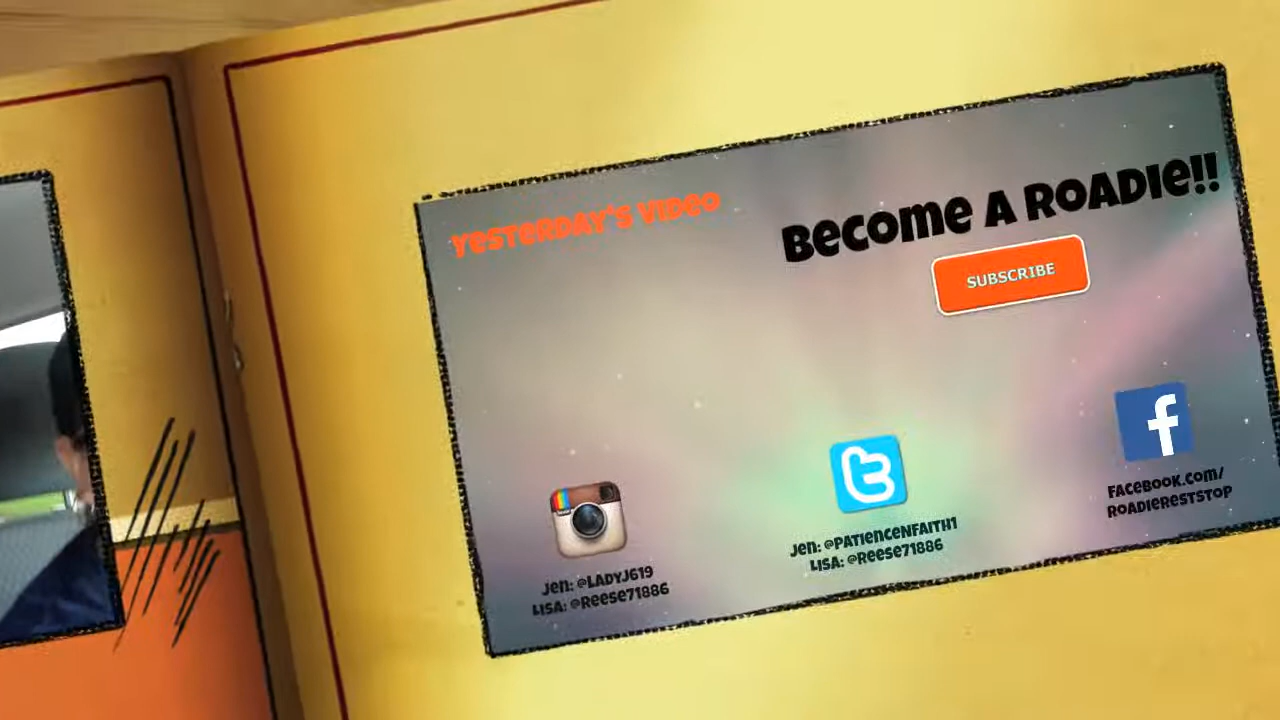 Yesterday's Video
Become A Roadie!!
SUBSCRIBE
Jen: @LADYJ619
Lisa: @Reese71886
Jen: @PatienceNFaith1
Lisa: @Reese71886
Facebook.com/
RoadieRestStop